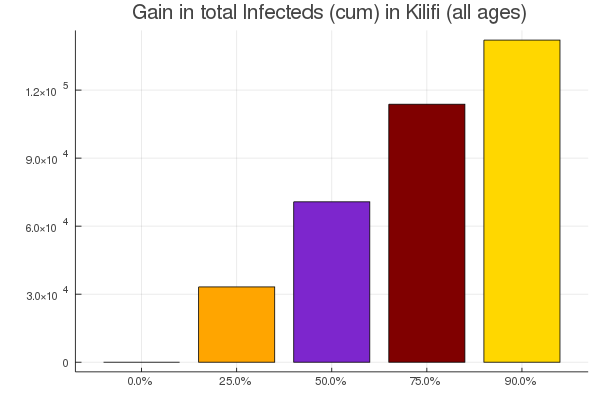 Gain in total Infecteds (cum) in Kilifi (all ages)
1.2×10 5
9.0×10 4
6.0×10 4
3.0×10 4
0
0.0% 25.0% 50.0% 75.0% 90.0%